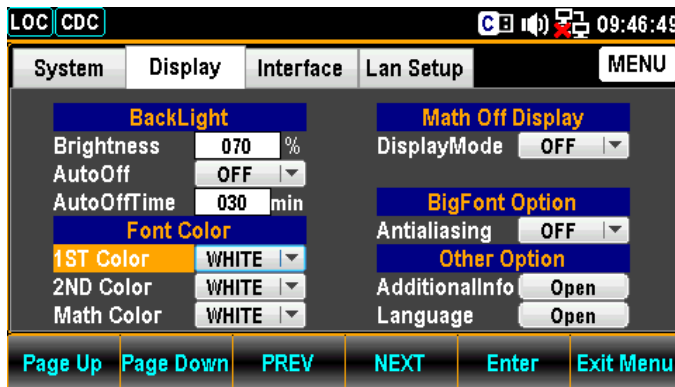 LOC CDC C 09:46:49
System Display Interface Lan Setup MENU
BackLight
Brightness 070 %
AutoOff OFF
AutoOffTime 030 min
Font Color
1ST Color WHITE
2ND Color WHITE
Math Color WHITE
Math Off Display
DisplayMode OFF
BigFont Option
Antialiasing OFF
Other Option
AdditionalInfo Open
Language Open
Page Up Page Down PREV NEXT Enter Exit Menu